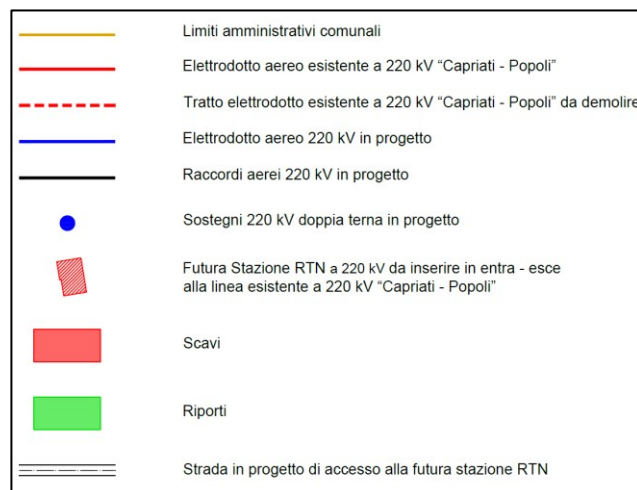 Limiti amministrativi comunali
Elettrodotto aereo esistente a 220 kV “Capriati - Popoli”
Tratto elettrodotto esistente a 220 kV “Capriati - Popoli” da demolire
Elettrodotto aereo 220 kV in progetto
Raccordi aerei 220 kV in progetto
Sostegni 220 kV doppia terna in progetto
Futura Stazione RTN a 220 kV da inserire in entra - esce
alla linea esistente a 220 kV “Capriati - Popoli”
Scavi
Riporti
Strada in progetto di accesso alla futura stazione RTN